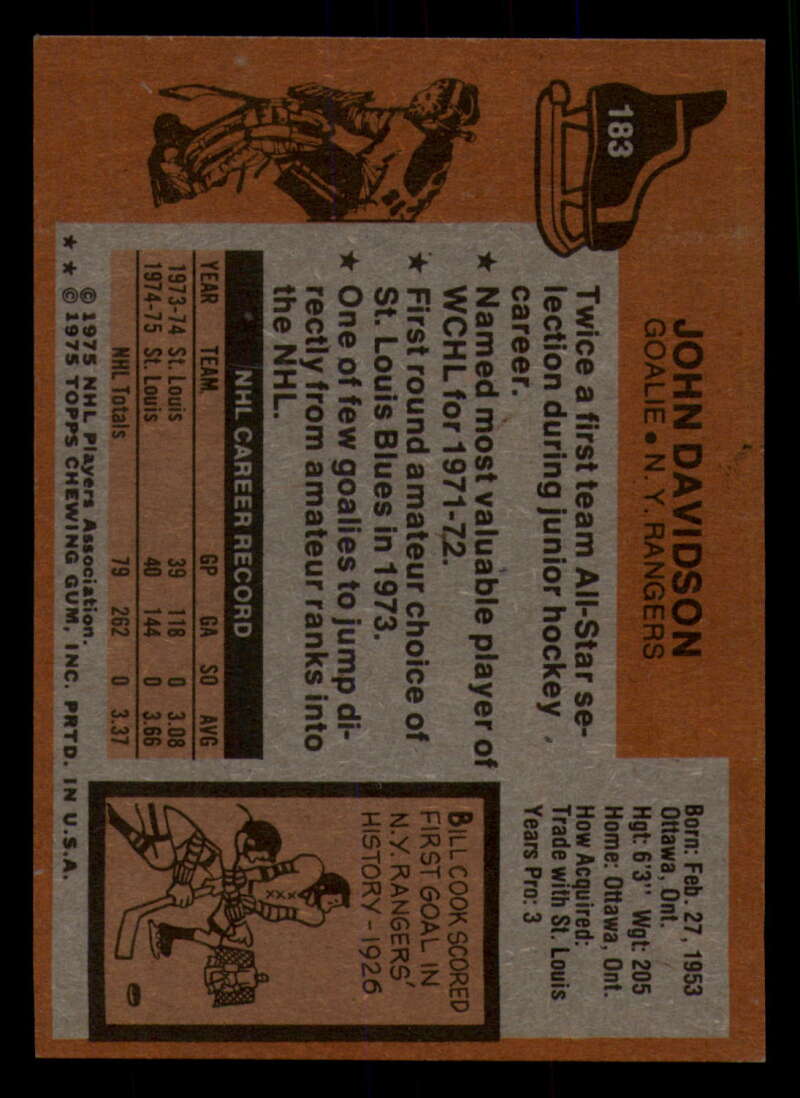 183
JOHN DAVIDSON
GOALIE • N.Y. RANGERS
Born: Feb. 27, 1953
Ottawa, Ont.
Hgt: 6'3" Wgt: 205
Home: Ottawa, Ont.
How Acquired:
Trade with St. Louis
Years Pro: 3
Twice a first team All-Star se-
lection during junior hockey
career.
★ Named most valuable player of
WCHL for 1971-72.
★ First round amateur choice of
St. Louis Blues in 1973.
★ One of few goalies to jump di-
rectly from amateur ranks into
the NHL.
NHL CAREER RECORD
YEAR TEAM GP GA SO AVG
1973-74 St. Louis 39 118 0 3.08
1974-75 St. Louis 40 144 0 3.66
NHL Totals 79 262 0 3.37
BILL COOK SCORED
FIRST GOAL IN
N.Y. RANGERS'
HISTORY - 1926
© 1975 NHL Players Association.
★ ★ © 1975 TOPPS CHEWING GUM, INC. PRTD. IN U.S.A.